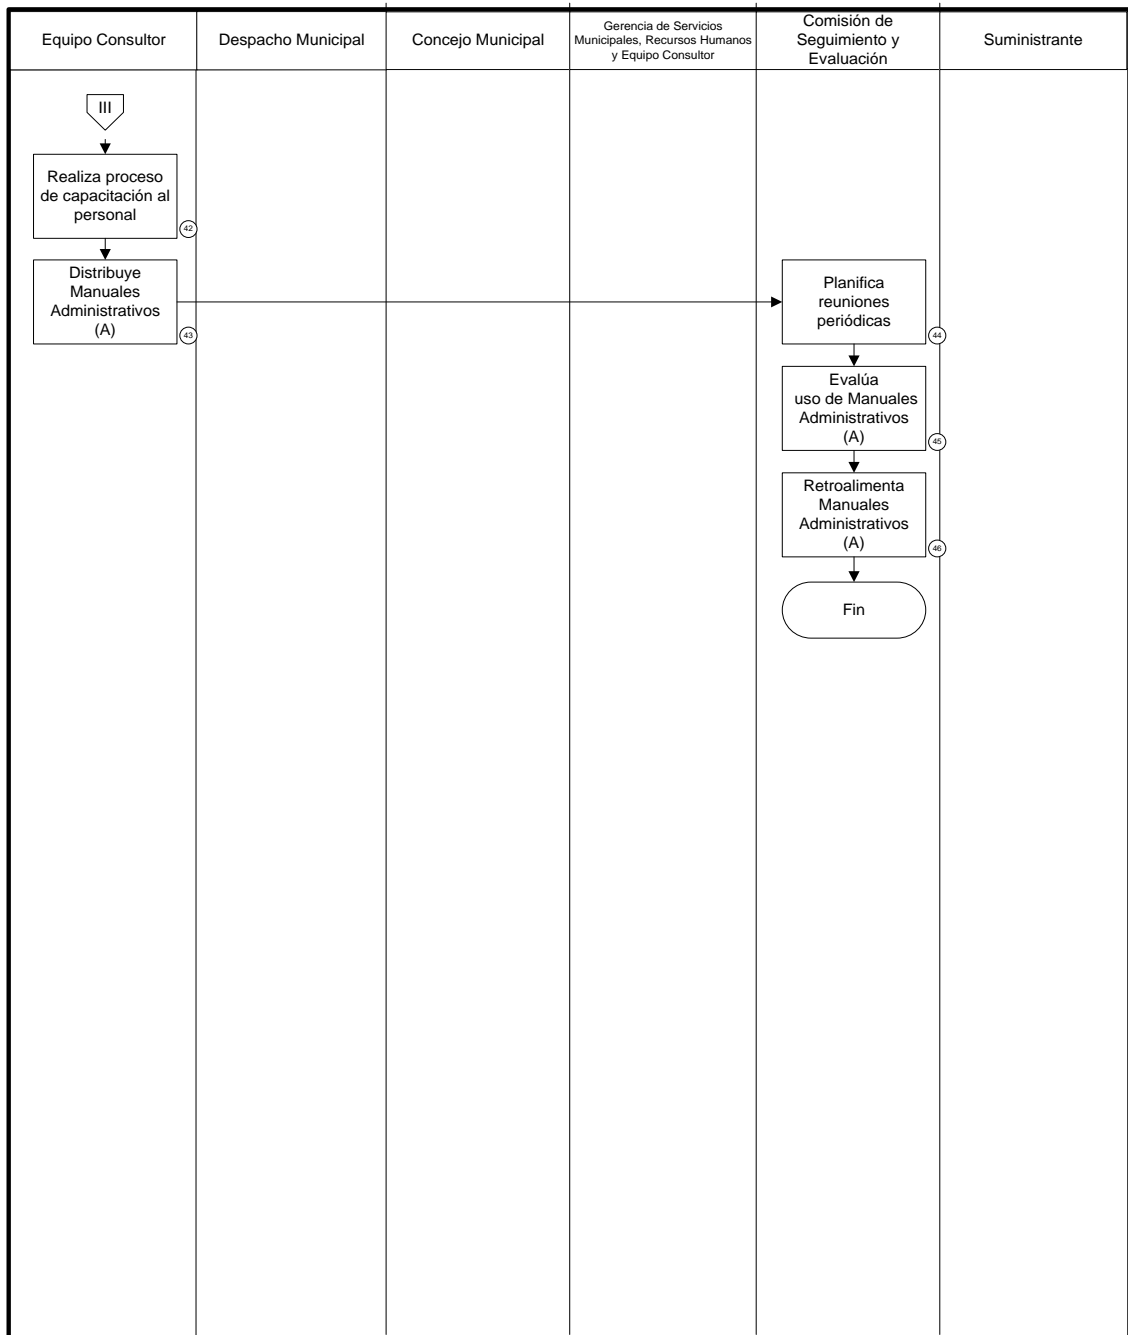 Equipo Consultor
Despacho Municipal
Concejo Municipal
Gerencia de Servicios
Municipales, Recursos Humanos
y Equipo Consultor
Comisión de
Seguimiento y
Evaluación
Suministrante
III
Realiza proceso
de capacitación al
personal
42
Distribuye
Manuales
Administrativos
(A)
43
Planifica
reuniones
periódicas
44
Evalúa
uso de Manuales
Administrativos
(A)
45
Retroalimenta
Manuales
Administrativos
(A)
46
Fin